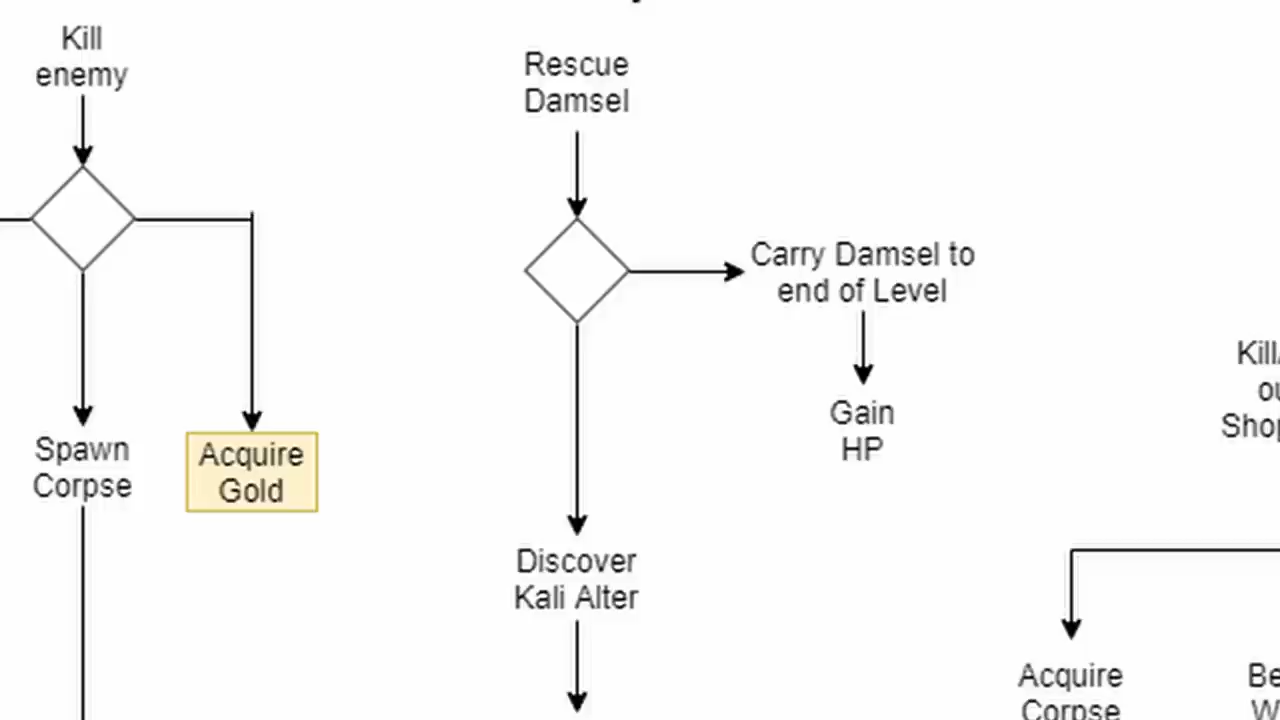 Kill
enemy
Rescue
Damsel
Carry Damsel to
end of Level
Gain
HP
Spawn
Corpse
Acquire
Gold
Discover
Kali Alter
Acquire
Corpse